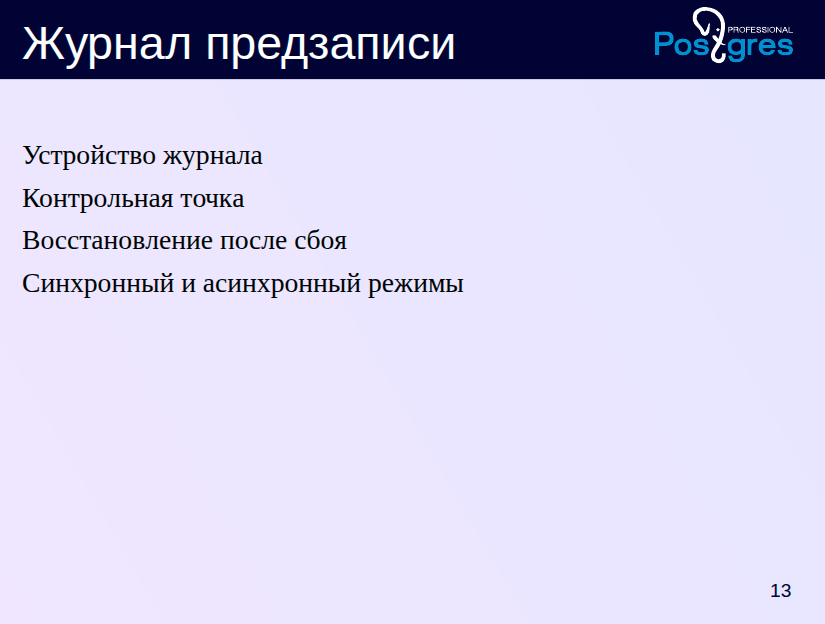 Журнал предзаписи
PROFESSIONAL
Postgres
Устройство журнала
Контрольная точка
Восстановление после сбоя
Синхронный и асинхронный режимы
13